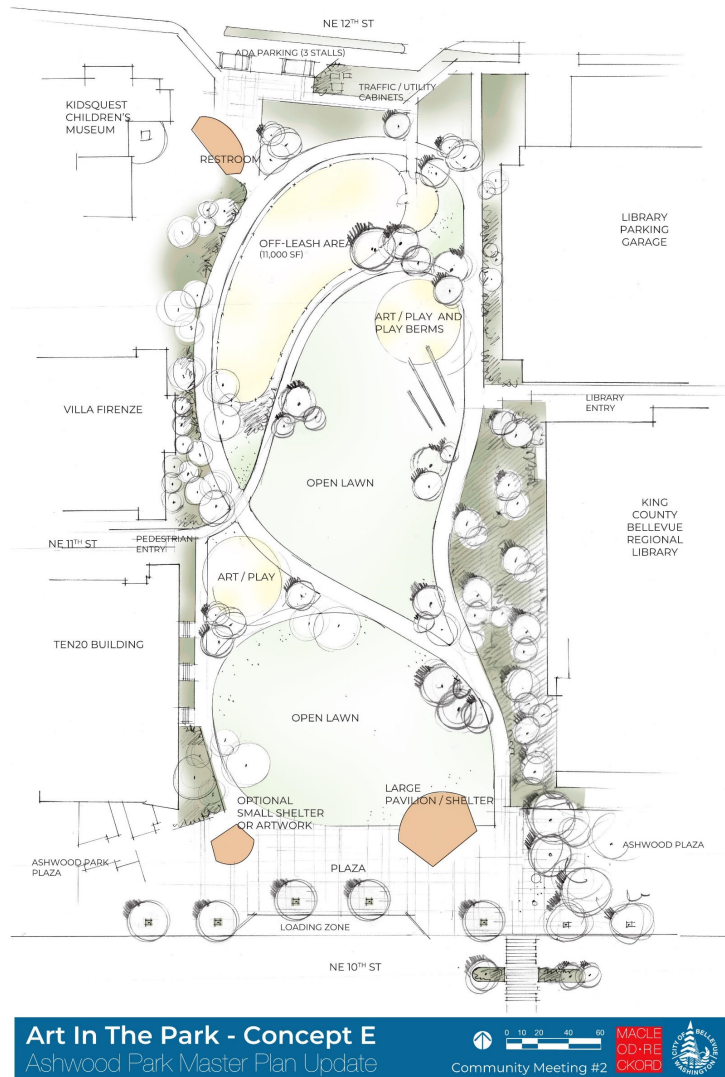 NE 12TH ST
ADA PARKING (3 STALLS)
TRAFFIC / UTILITY
CABINETS
KIDSQUEST
CHILDREN'S
MUSEUM
RESTROOM
LIBRARY
PARKING
GARAGE
OFF-LEASH AREA
(11,000 SF)
ART / PLAY AND
PLAY BERMS
LIBRARY
ENTRY
VILLA FIRENZE
OPEN LAWN
KING
COUNTY
BELLEVUE
REGIONAL
LIBRARY
NE 11TH ST
PEDESTRIAN
ENTRY
ART / PLAY
TEN20 BUILDING
OPEN LAWN
OPTIONAL
SMALL SHELTER
OR ARTWORK
LARGE
PAVILION / SHELTER
ASHWOOD PARK
PLAZA
PLAZA
ASHWOOD PLAZA
LOADING ZONE
NE 10TH ST
Art In The Park - Concept E
Ashwood Park Master Plan Update
0 10 20 40 60
Community Meeting #2
MACLE
OD·RE
CKORD
CITY OF BELLEVUE
WASHINGTON